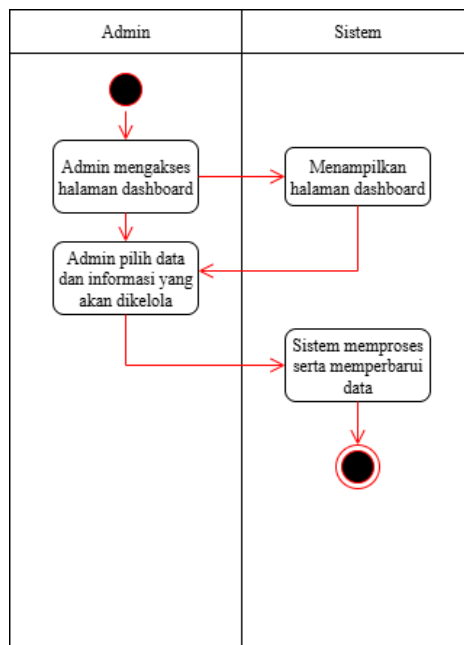 Admin
Sistem
Admin mengakses
halaman dashboard
Menampilkan
halaman dashboard
Admin pilih data
dan informasi yang
akan dikelola
Sistem memproses
serta memperbarui
data